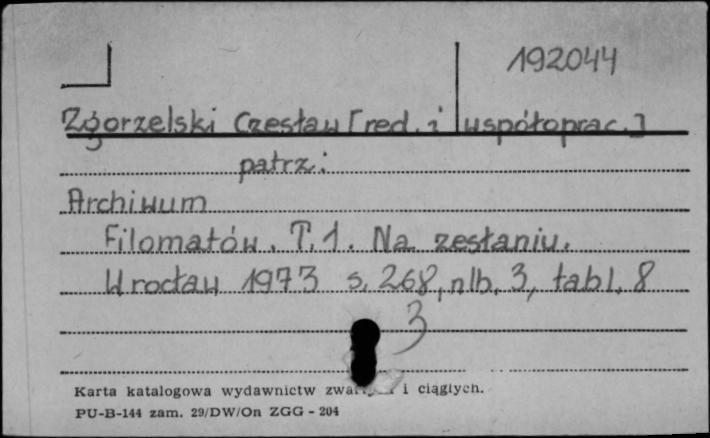 192044
Zgorzelski Czesław [red. i współoprac.]
patrz:
Archiwum
Filomatów. T.1. Na zesłaniu.
Wrocław 1973 s. 268, nlb. 3, tabl. 8
3
Karta katalogowa wydawnictw i ciągłych.
PU-B-144 zam. 29/DW/On ZGG - 204